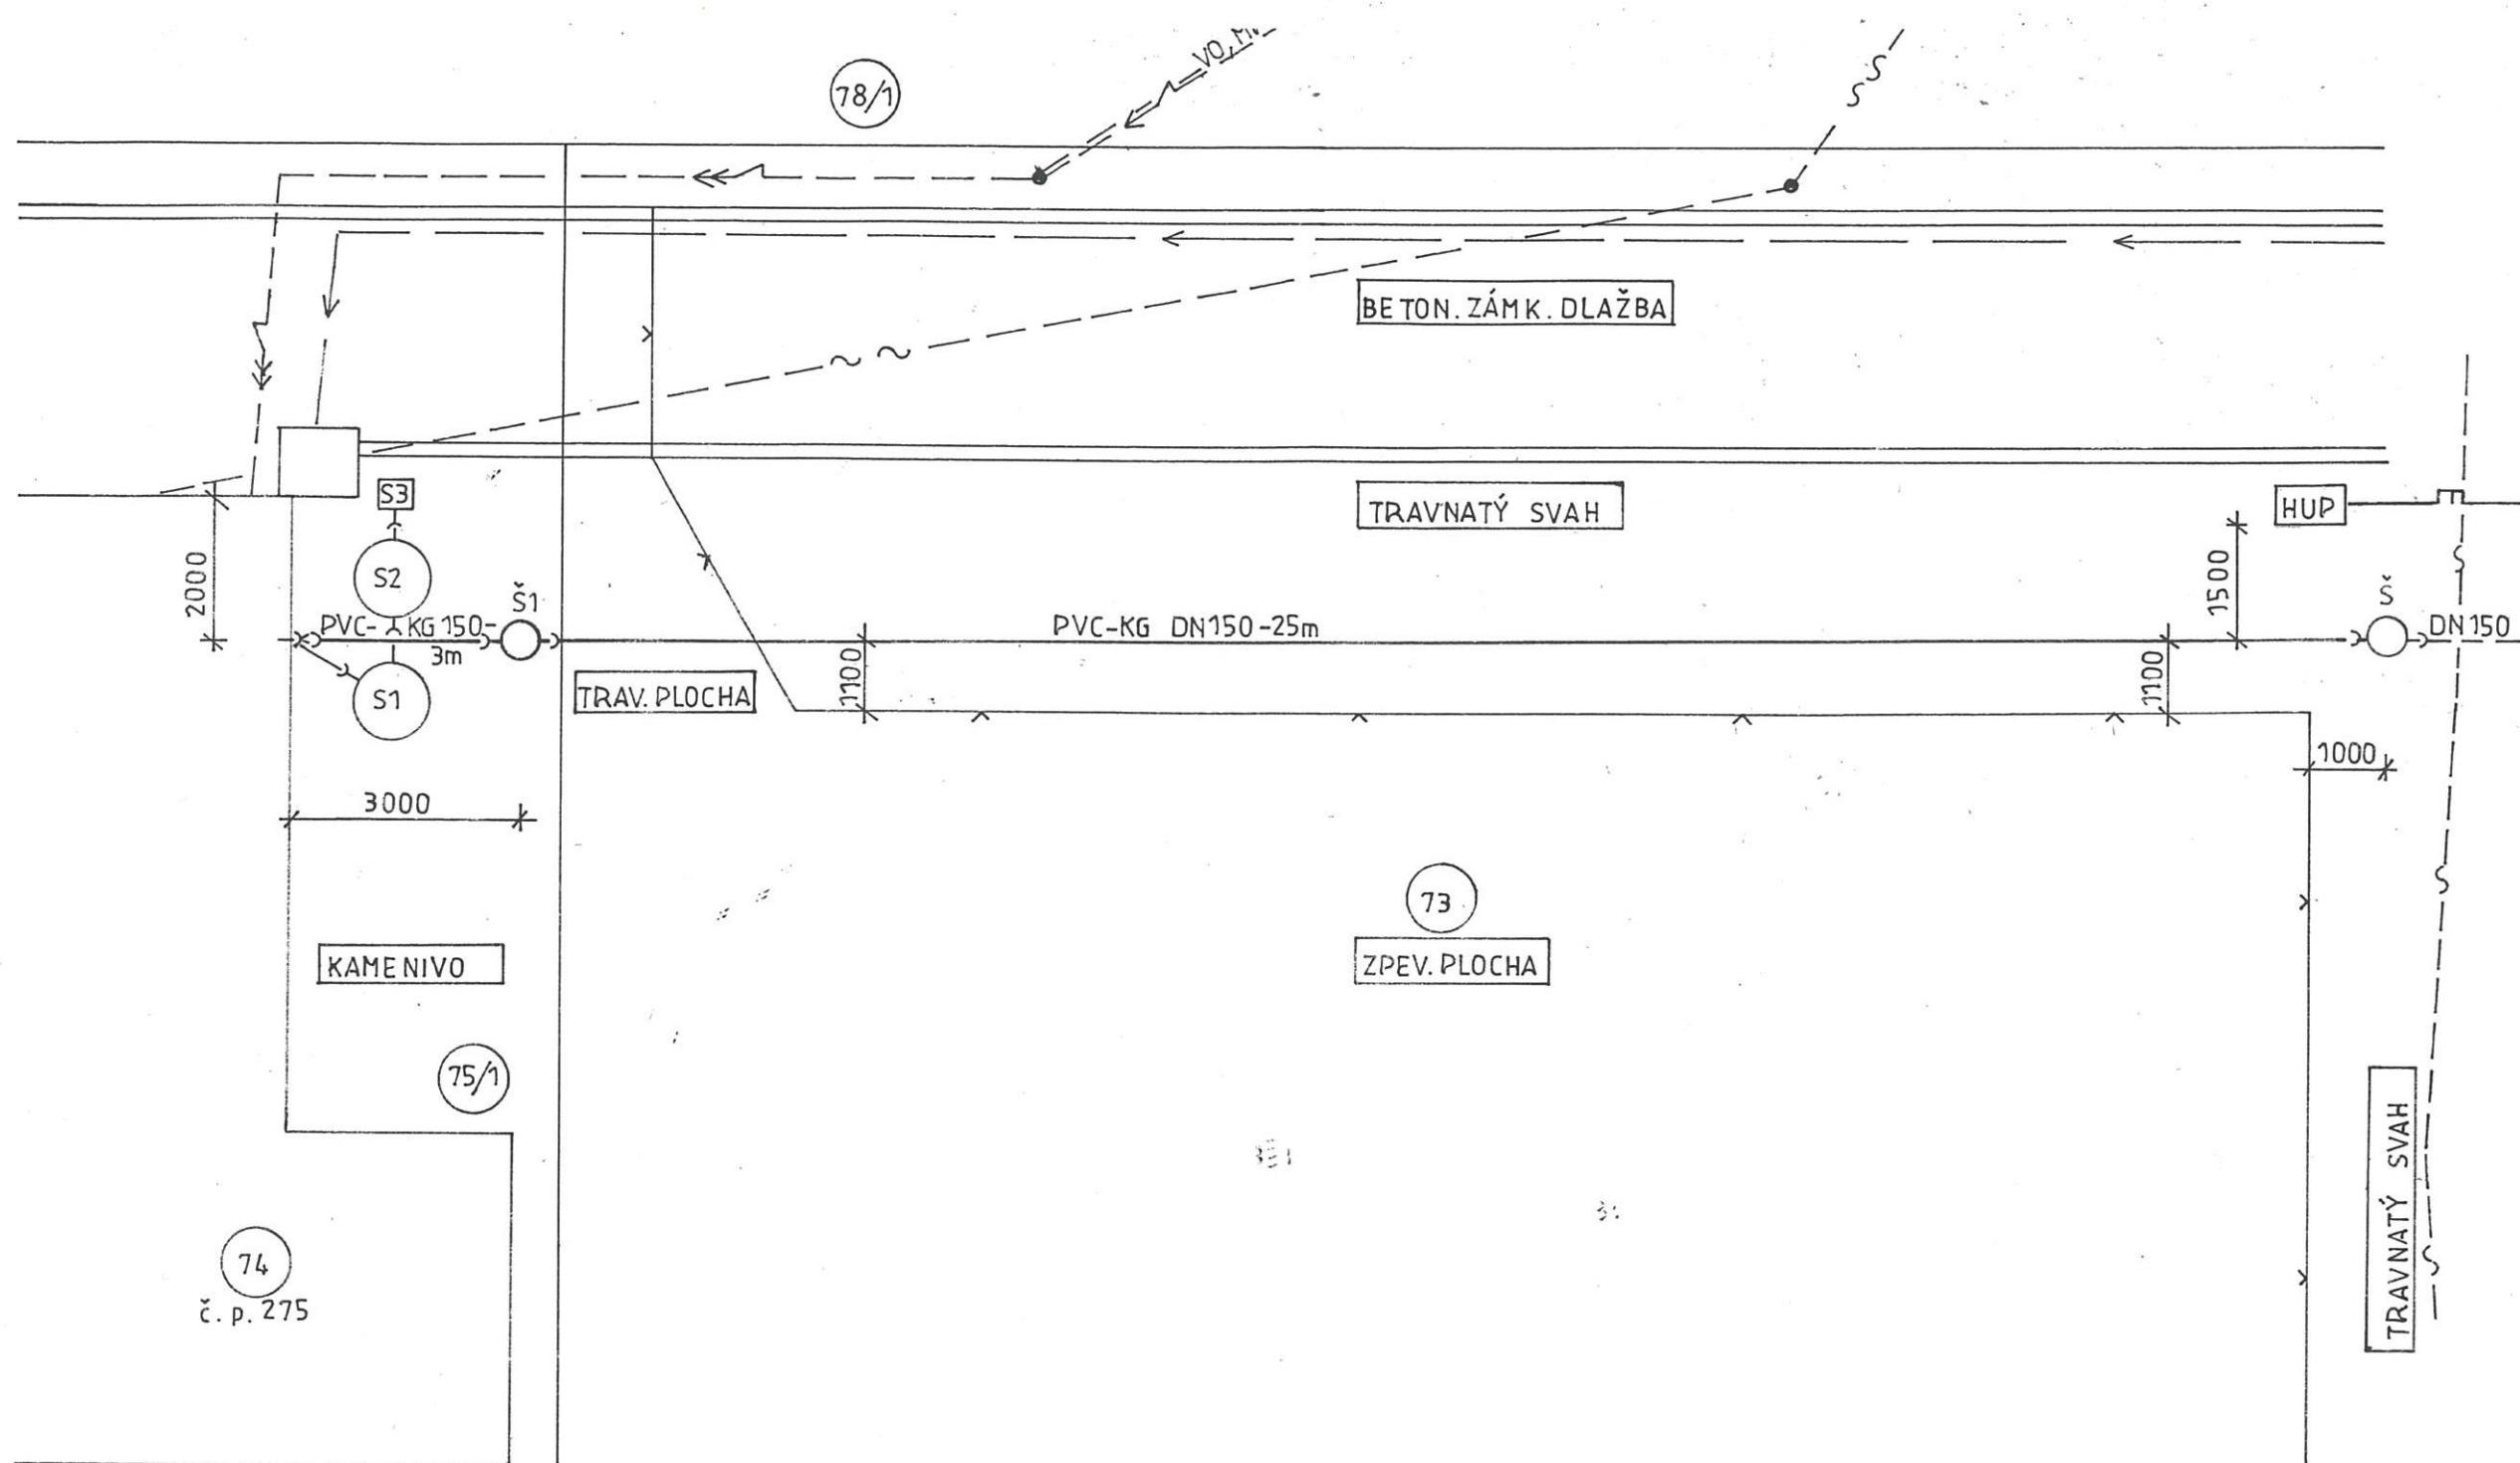 VO,
78/1
S S
BETON. ZÁMK. DLAŽBA
S3
TRAVNATÝ SVAH
HUP
2000
S2
Š1
1500
Š
PVC-KG 150-
3m
PVC-KG DN150-25m
DN150
S1
TRAV. PLOCHA
1100
1100
1000
3000
73
KAMENIVO
ZPEV. PLOCHA
75/1
TRAVNATÝ SVAH
74
č. p. 275